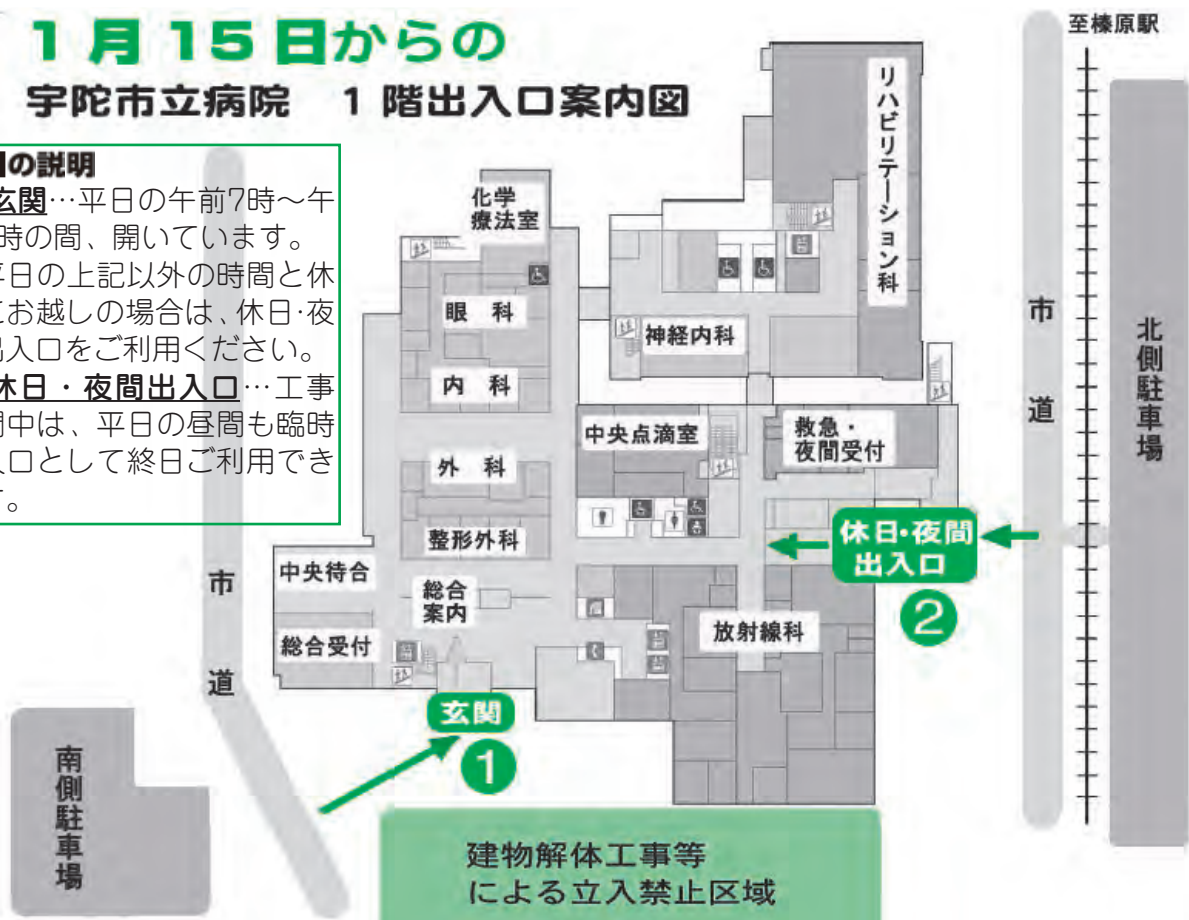 1月15日からの
宇陀市立病院　1階出入口案内図
の説明
玄関…平日の午前7時～午
時の間、開いています。
平日の上記以外の時間と休
にお越しの場合は、休日・夜
出入口をご利用ください。
休日・夜間出入口…工事
間中は、平日の昼間も臨時
入口として終日ご利用でき
す。
至榛原駅
リハビリテーション科
化学
療法室
眼　科
内　科
神経内科
市道
北側駐車場
中央点滴室
救急・
夜間受付
外　科
整形外科
休日・夜間
出入口
2
中央待合
総合
案内
総合受付
放射線科
市道
玄関
1
南側駐車場
建物解体工事等
による立入禁止区域